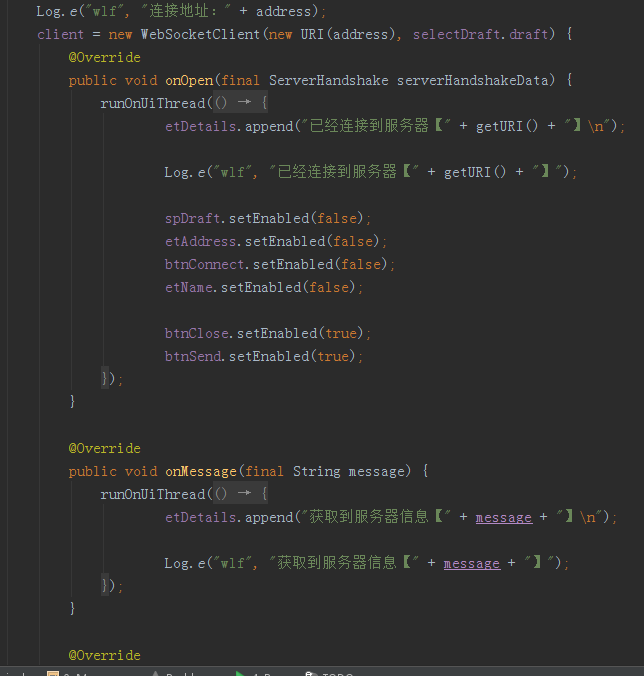 Log.e("wlf", "连接地址：" + address);
client = new WebSocketClient(new URI(address), selectDraft.draft) {
@Override
public void onOpen(final ServerHandshake serverHandshakeData) {
runOnUiThread(() → {
etDetails.append("已经连接到服务器【" + getURI() + "】\n");
Log.e("wlf", "已经连接到服务器【" + getURI() + "】");
spDraft.setEnabled(false);
etAddress.setEnabled(false);
btnConnect.setEnabled(false);
etName.setEnabled(false);
btnClose.setEnabled(true);
btnSend.setEnabled(true);
});
}
@Override
public void onMessage(final String message) {
runOnUiThread(() → {
etDetails.append("获取到服务器信息【" + message + "】\n");
Log.e("wlf", "获取到服务器信息【" + message + "】");
});
}
@Override